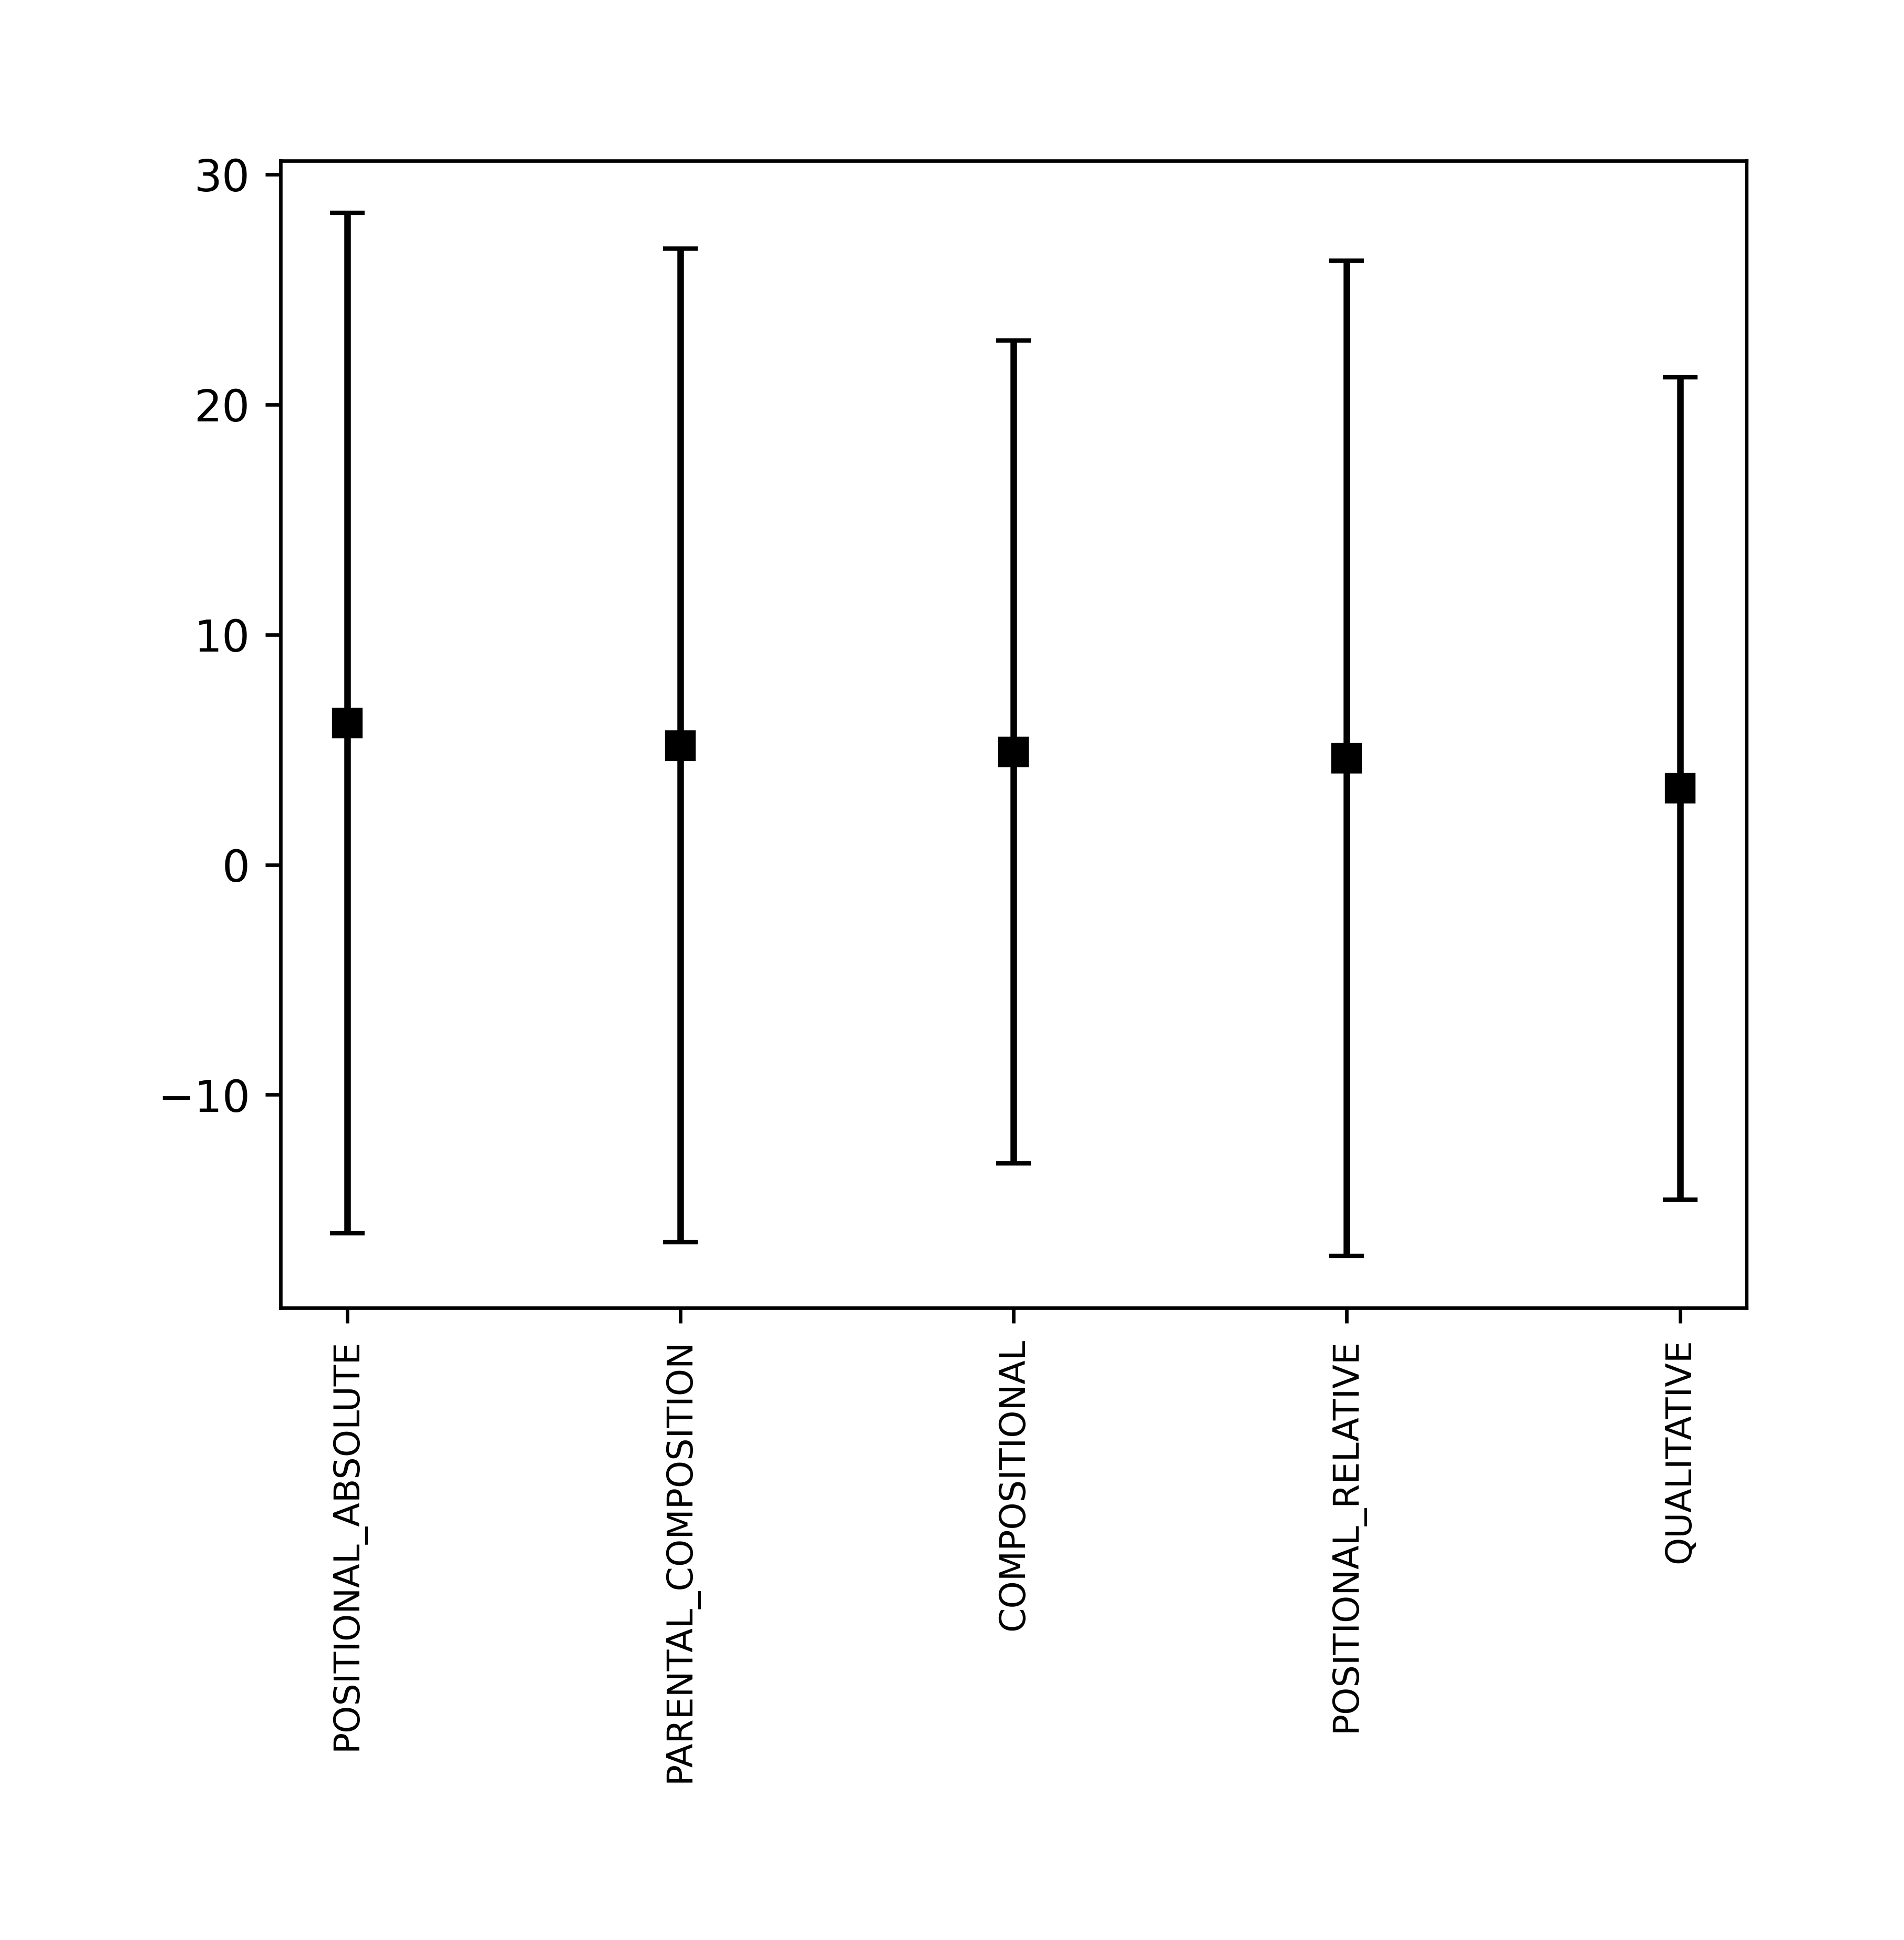 30
20
10
0
−10
POSITIONAL_ABSOLUTE
PARENTAL_COMPOSITION
COMPOSITIONAL
POSITIONAL_RELATIVE
QUALITATIVE